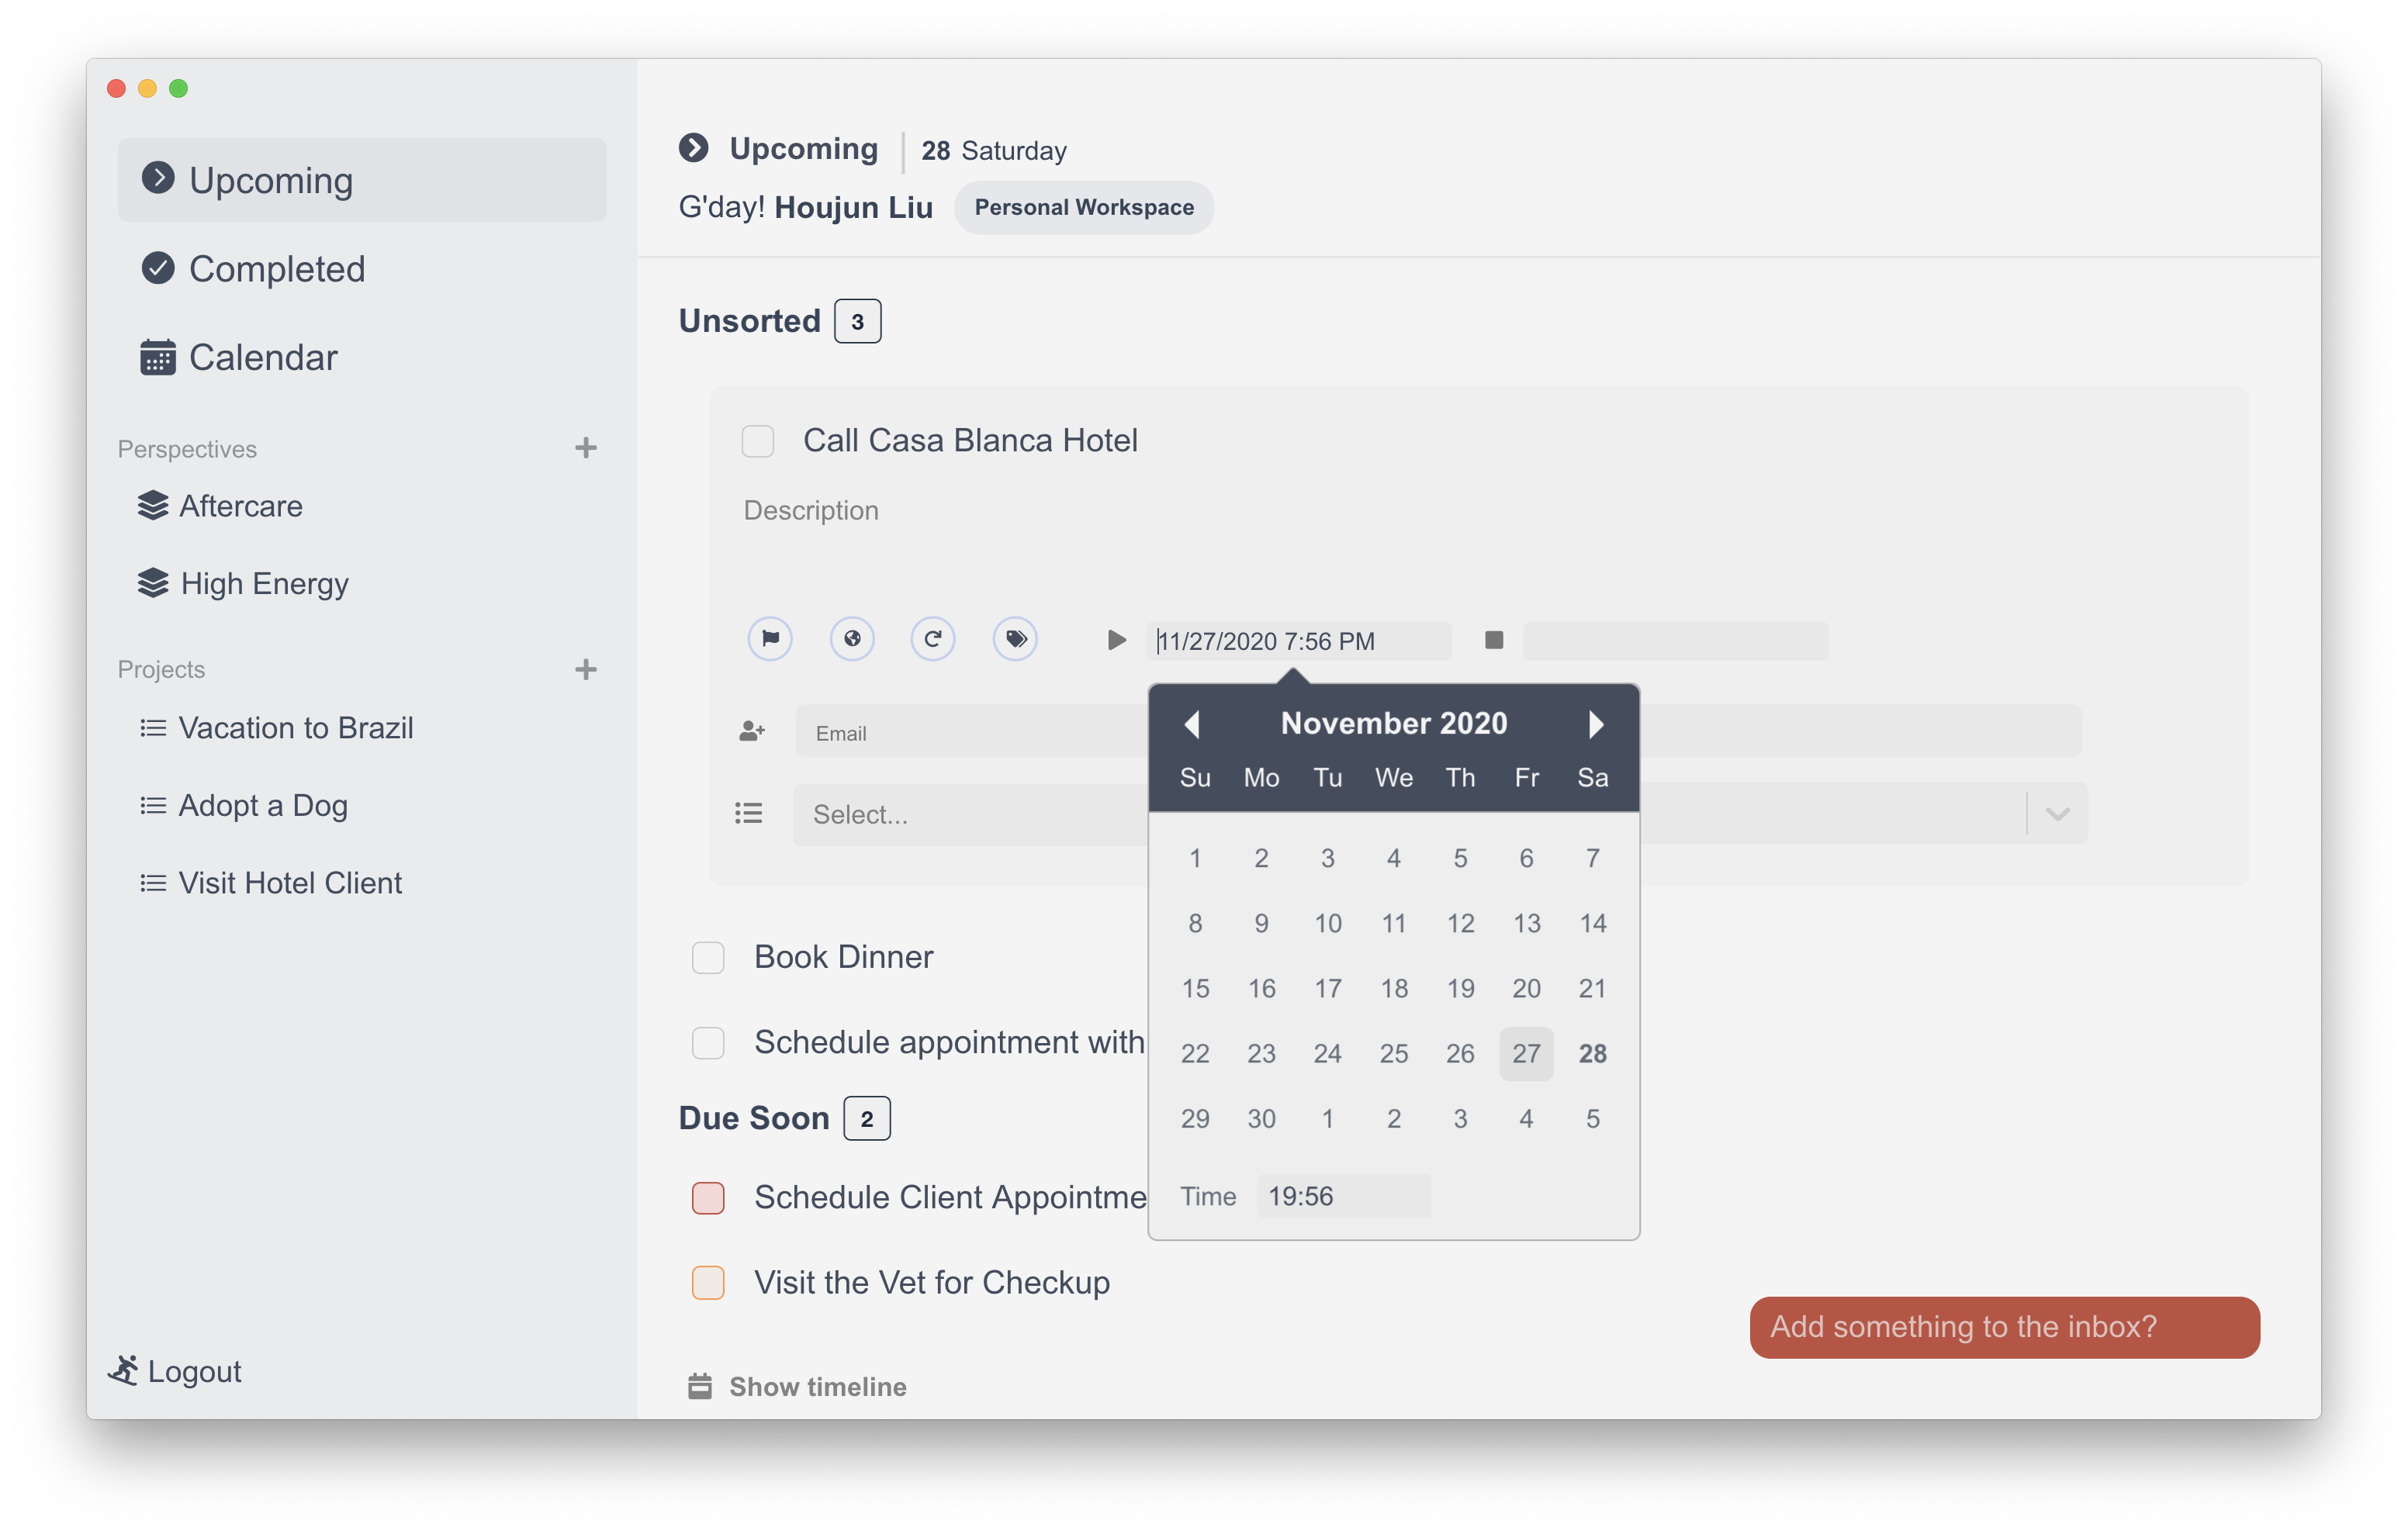 Upcoming
Completed
Calendar
Perspectives
Aftercare
High Energy
Projects
Vacation to Brazil
Adopt a Dog
Visit Hotel Client
Logout
Upcoming 28 Saturday
G'day! Houjun Liu Personal Workspace
Unsorted 3
Call Casa Blanca Hotel
Description
11/27/2020 7:56 PM
Email
Select...
November 2020
Su Mo Tu We Th Fr Sa
1 2 3 4 5 6 7
8 9 10 11 12 13 14
15 16 17 18 19 20 21
22 23 24 25 26 27 28
29 30 1 2 3 4 5
Time 19:56
Book Dinner
Schedule appointment with
Due Soon 2
Schedule Client Appointme
Visit the Vet for Checkup
Add something to the inbox?
Show timeline